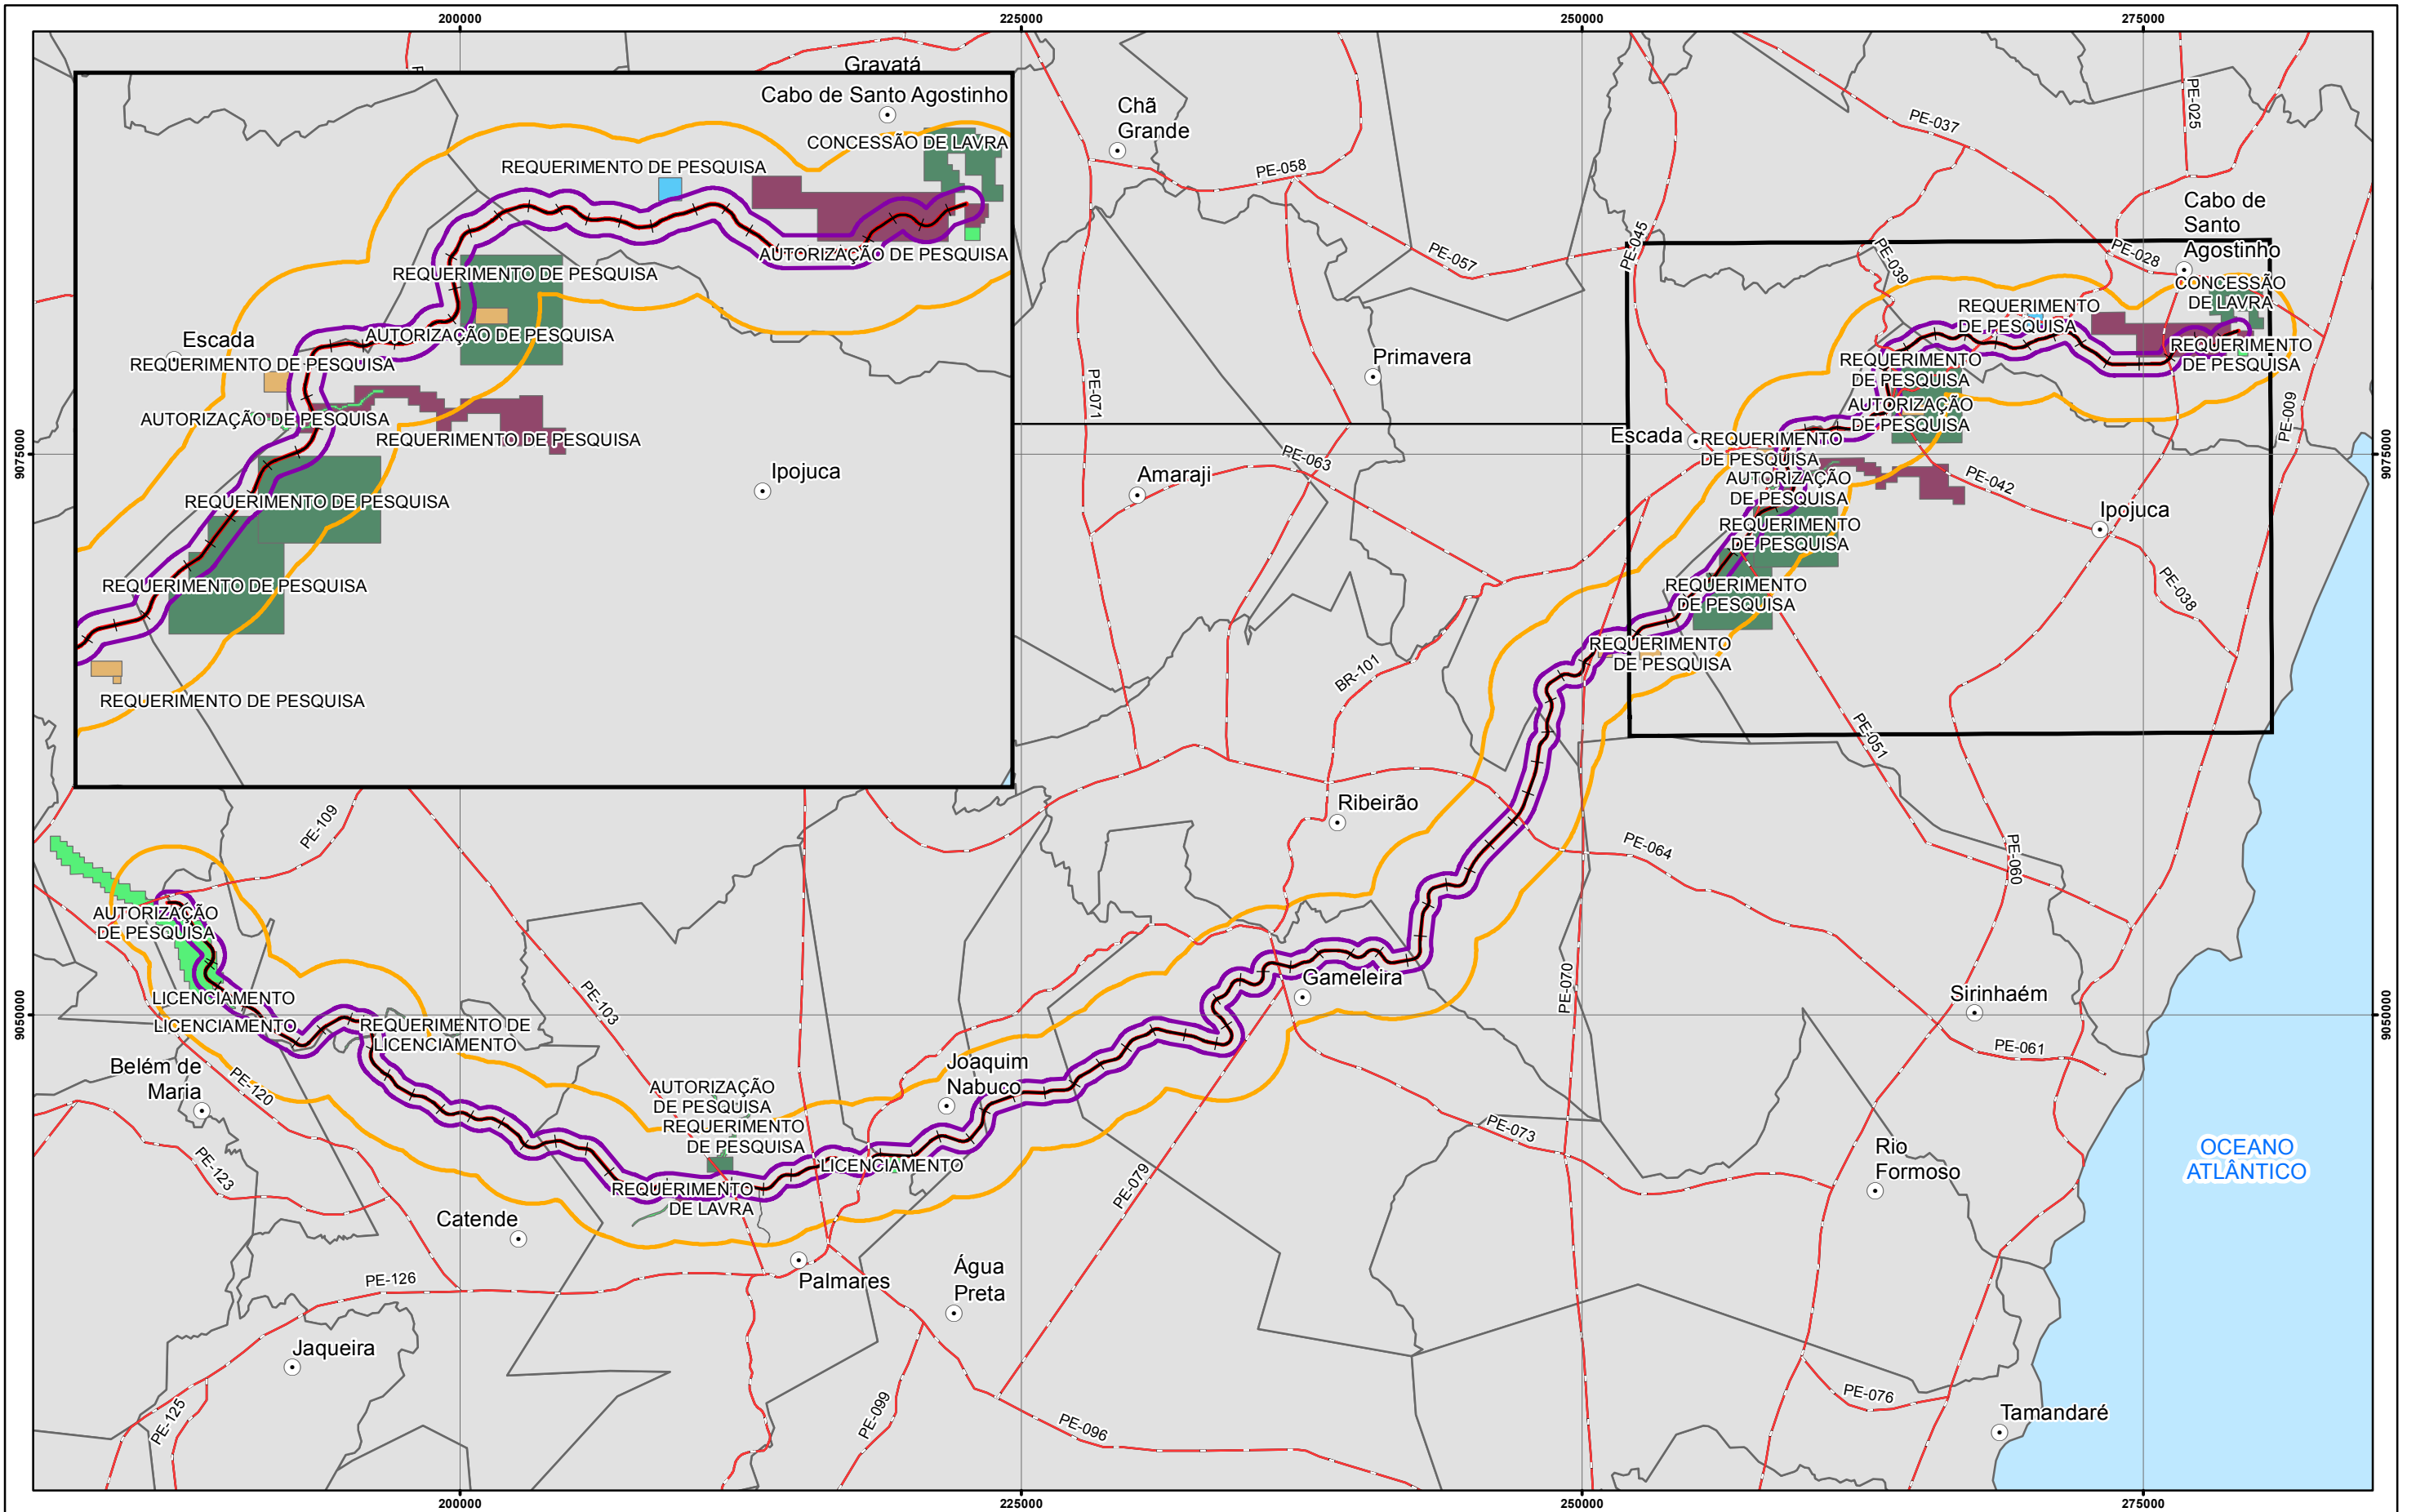 200000
225000
250000
275000
Gravatá
Cabo de Santo Agostinho
CONCESSÃO DE LAVRA
REQUERIMENTO DE PESQUISA
AUTORIZAÇÃO DE PESQUISA
REQUERIMENTO DE PESQUISA
AUTORIZAÇÃO DE PESQUISA
Escada
REQUERIMENTO DE PESQUISA
AUTORIZAÇÃO DE PESQUISA
REQUERIMENTO DE PESQUISA
Ipojuca
REQUERIMENTO DE PESQUISA
REQUERIMENTO DE PESQUISA
REQUERIMENTO DE PESQUISA
Chã
Grande
PE-058
PE-057
PE-045
PE-071
Primavera
Amaraji
PE-063
BR-101
Ribeirão
PE-037
PE-025
PE-039
PE-028
Cabo de
Santo
Agostinho
CONCESSÃO
DE LAVRA
REQUERIMENTO
DE PESQUISA
REQUERIMENTO
DE PESQUISA
REQUERIMENTO
DE PESQUISA
AUTORIZAÇÃO
DE PESQUISA
Escada
REQUERIMENTO
DE PESQUISA
AUTORIZAÇÃO
DE PESQUISA
REQUERIMENTO
DE PESQUISA
REQUERIMENTO
DE PESQUISA
REQUERIMENTO
DE PESQUISA
PE-009
PE-042
Ipojuca
PE-038
PE-051
PE-064
PE-060
PE-070
9075000
9075000
PE-109
AUTORIZAÇÃO
DE PESQUISA
LICENCIAMENTO
LICENCIAMENTO
REQUERIMENTO DE
LICENCIAMENTO
PE-103
Belém de
Maria
PE-120
PE-123
Joaquim
Nabuco
Gameleira
AUTORIZAÇÃO
DE PESQUISA
REQUERIMENTO
DE PESQUISA
LICENCIAMENTO
REQUERIMENTO
DE LAVRA
Catende
Palmares
PE-126
Água
Preta
Jaqueira
PE-125
PE-099
PE-096
PE-079
PE-073
Sirinhaém
PE-061
Rio
Formoso
OCEANO
ATLÂNTICO
PE-076
Tamandaré
9050000
9050000
200000
225000
250000
275000